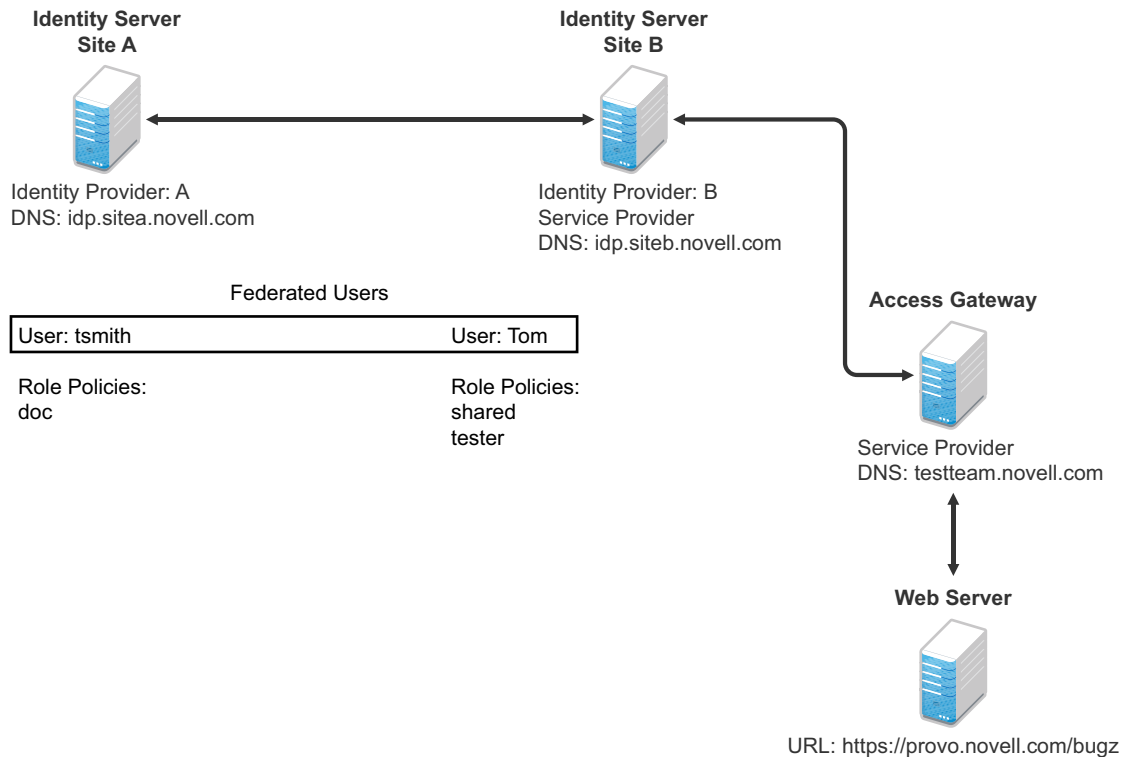 Identity Server
Site A
Identity Server
Site B
Identity Provider: A
DNS: idp.sitea.novell.com
Identity Provider: B
Service Provider
DNS: idp.siteb.novell.com
Federated Users
User: tsmith
User: Tom
Role Policies:
doc
Role Policies:
shared
tester
Access Gateway
Service Provider
DNS: testteam.novell.com
Web Server
URL: https://provo.novell.com/bugz